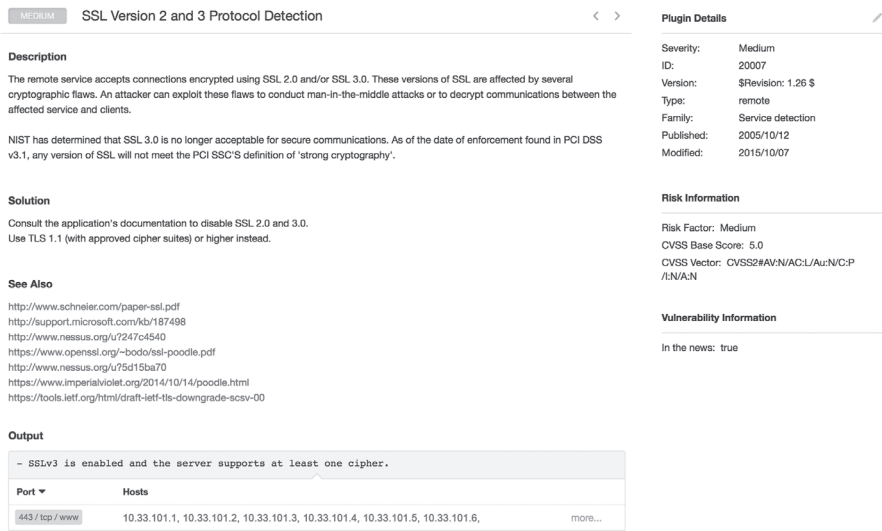 MEDIUM SSL Version 2 and 3 Protocol Detection < >
Description
The remote service accepts connections encrypted using SSL 2.0 and/or SSL 3.0. These versions of SSL are affected by several
cryptographic flaws. An attacker can exploit these flaws to conduct man-in-the-middle attacks or to decrypt communications between the
affected service and clients.
NIST has determined that SSL 3.0 is no longer acceptable for secure communications. As of the date of enforcement found in PCI DSS
v3.1, any version of SSL will not meet the PCI SSC'S definition of 'strong cryptography'.
Solution
Consult the application's documentation to disable SSL 2.0 and 3.0.
Use TLS 1.1 (with approved cipher suites) or higher instead.
See Also
http://www.schneier.com/paper-ssl.pdf
http://support.microsoft.com/kb/187498
http://www.nessus.org/u?247c4540
https://www.openssl.org/~bodo/ssl-poodle.pdf
http://www.nessus.org/u?5d15ba70
https://www.imperialviolet.org/2014/10/14/poodle.html
https://tools.ietf.org/html/draft-ietf-tls-downgrade-scsv-00
Output
- SSLv3 is enabled and the server supports at least one cipher.
Port ▼ Hosts
443 / tcp / www 10.33.101.1, 10.33.101.2, 10.33.101.3, 10.33.101.4, 10.33.101.5, 10.33.101.6, more...
Plugin Details
Severity: Medium
ID: 20007
Version: $Revision: 1.26 $
Type: remote
Family: Service detection
Published: 2005/10/12
Modified: 2015/10/07
Risk Information
Risk Factor: Medium
CVSS Base Score: 5.0
CVSS Vector: CVSS2#AV:N/AC:L/Au:N/C:P
/I:N/A:N
Vulnerability Information
In the news: true